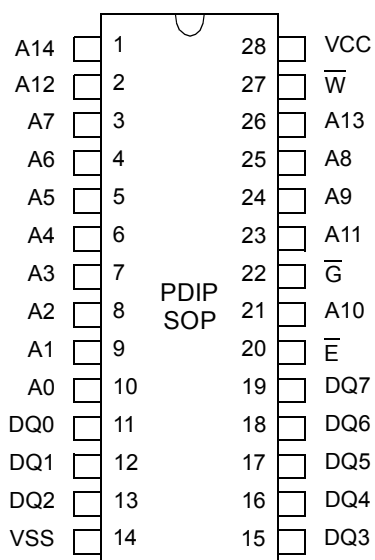 A14 1 28 VCC
A12 2 27 W̅
A7 3 26 A13
A6 4 25 A8
A5 5 24 A9
A4 6 23 A11
A3 7 22 G̅
PDIP
A2 8 21 A10
SOP
A1 9 20 E̅
A0 10 19 DQ7
DQ0 11 18 DQ6
DQ1 12 17 DQ5
DQ2 13 16 DQ4
VSS 14 15 DQ3